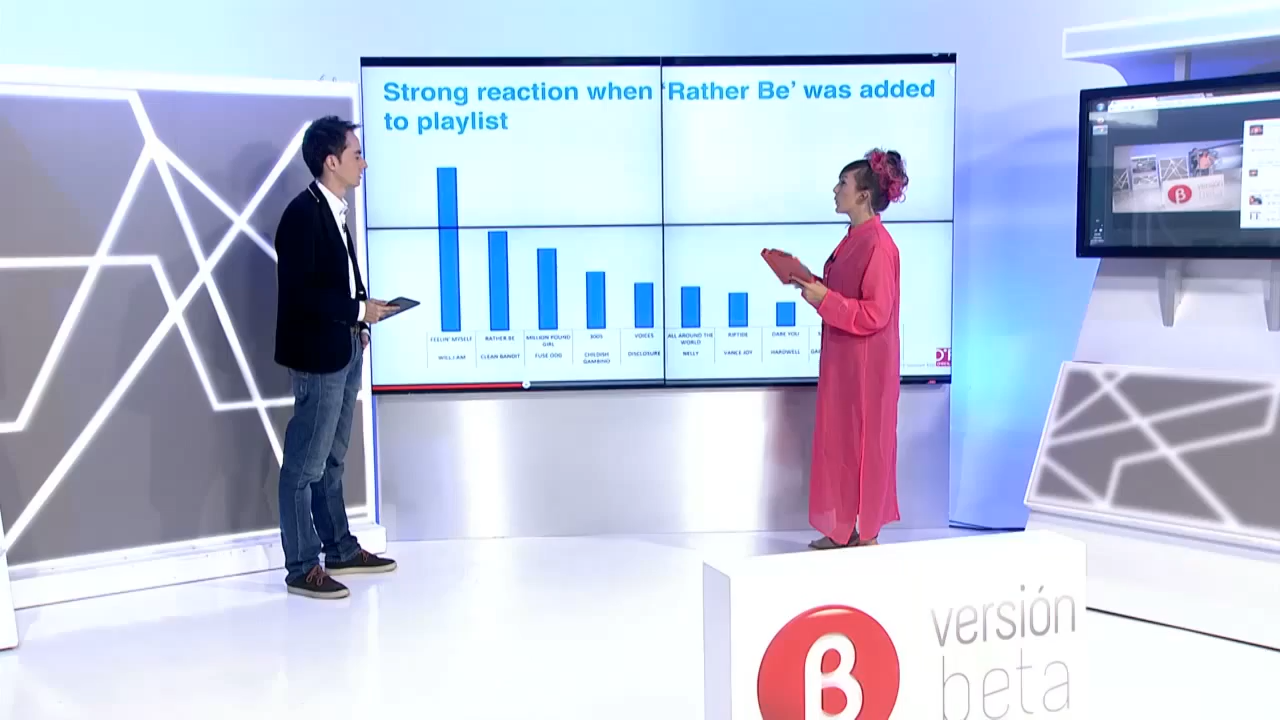 Strong reaction when 'Rather Be' was added
to playlist
FEELIN' MYSELF
WILL.I.AM
RATHER BE
CLEAN BANDIT
MILLION POUND
GIRL
FUSE ODG
3005
CHILDISH
GAMBINO
VOICES
DISCLOSURE
ALL AROUND THE
WORLD
NELLY
RIPTIDE
VANCE JOY
DARE YOU
HARDWELL
β
versión
beta